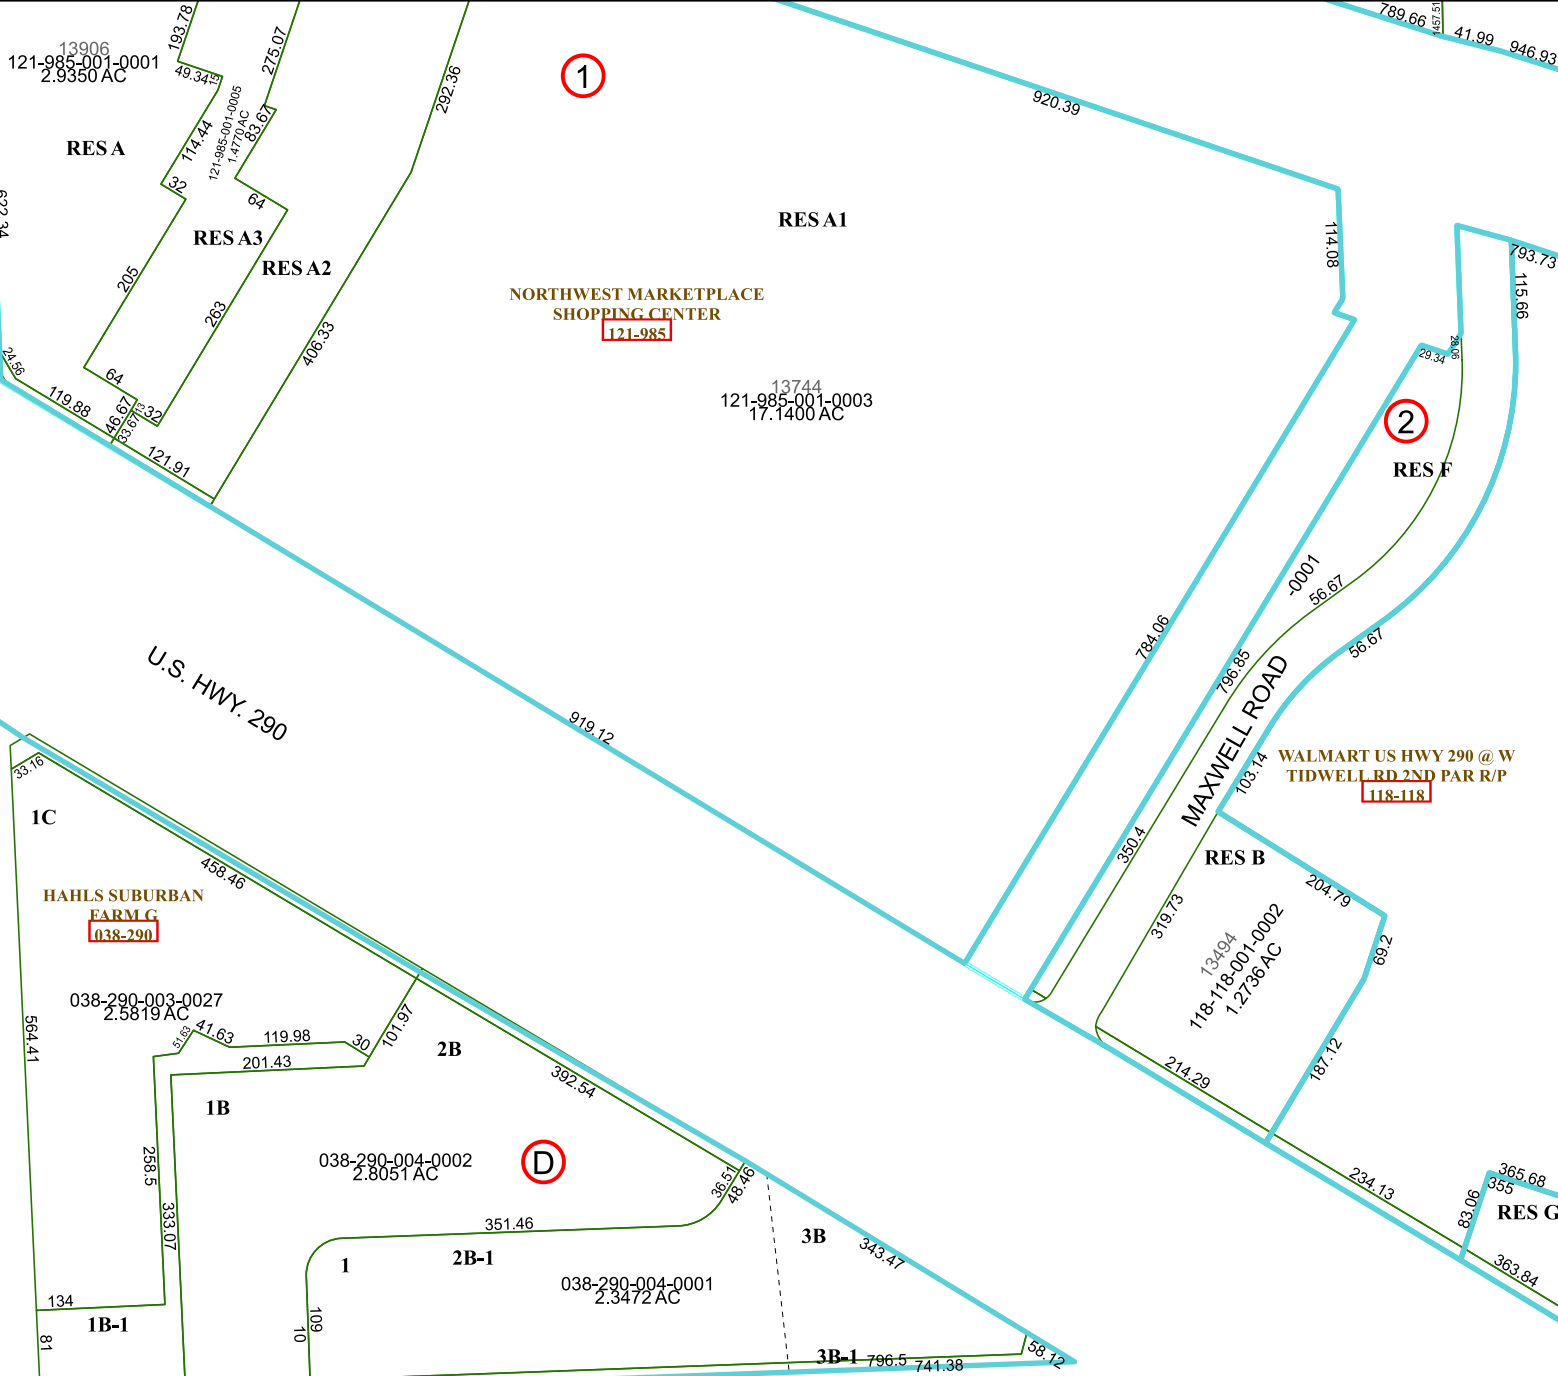 193.78
275.07
292.36
789.66
1457.51
41.99
946.93
13906
121-985-001-0001
2.9350 AC
49.34
15
1
920.39
121-985-001-0005
1.4770 AC
83.67
114.44
RES A
32
64
622.34
RES A3
RES A2
RES A1
114.08
793.73
115.66
205
263
406.33
NORTHWEST MARKETPLACE
SHOPPING CENTER
121-985
24.56
64
119.88
46.67
13
32
33.67
121.91
13744
121-985-001-0003
17.1400 AC
29.34
28.06
2
RES F
-0001
56.67
56.67
784.06
796.85
MAXWELL ROAD
U.S. HWY. 290
919.12
103.14
WALMART US HWY 290 @ W
TIDWELL RD 2ND PAR R/P
118-118
33.16
1C
458.46
350.4
RES B
204.79
HAHLS SUBURBAN
FARM G
038-290
319.73
13494
118-118-001-0002
1.2736 AC
69.2
038-290-003-0027
2.5819 AC
564.41
51.63
41.63
119.98
30
101.97
201.43
2B
392.54
214.29
187.12
1B
258.5
333.07
038-290-004-0002
2.8051 AC
D
36.51
48.46
234.13
365.68
355
83.06
RES G
351.46
1
2B-1
3B
343.47
363.84
038-290-004-0001
2.3472 AC
134
1B-1
81
109
10
3B-1
796.5
741.38
58.12